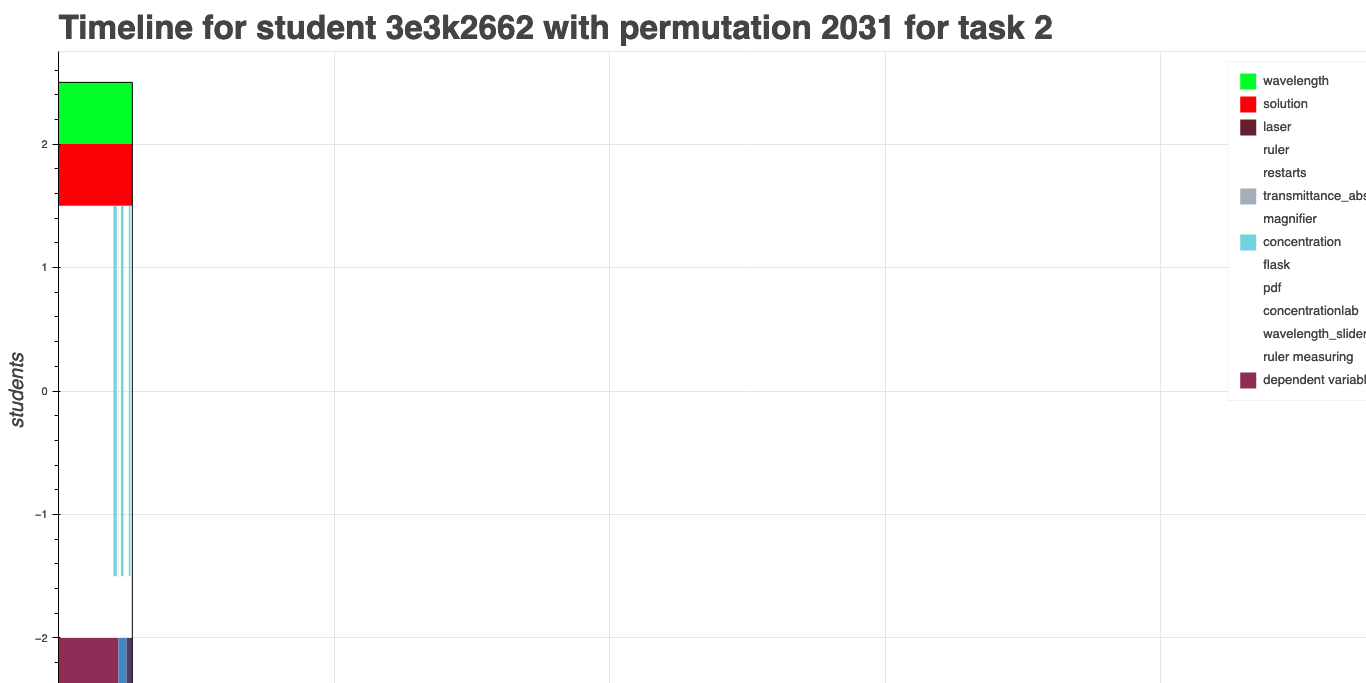 Timeline for student 3e3k2662 with permutation 2031 for task 2
wavelength
solution
laser
ruler
restarts
transmittance_abs
magnifier
concentration
flask
pdf
concentrationlab
wavelength_slider
ruler measuring
dependent variabl
2
1
0
−1
−2
students